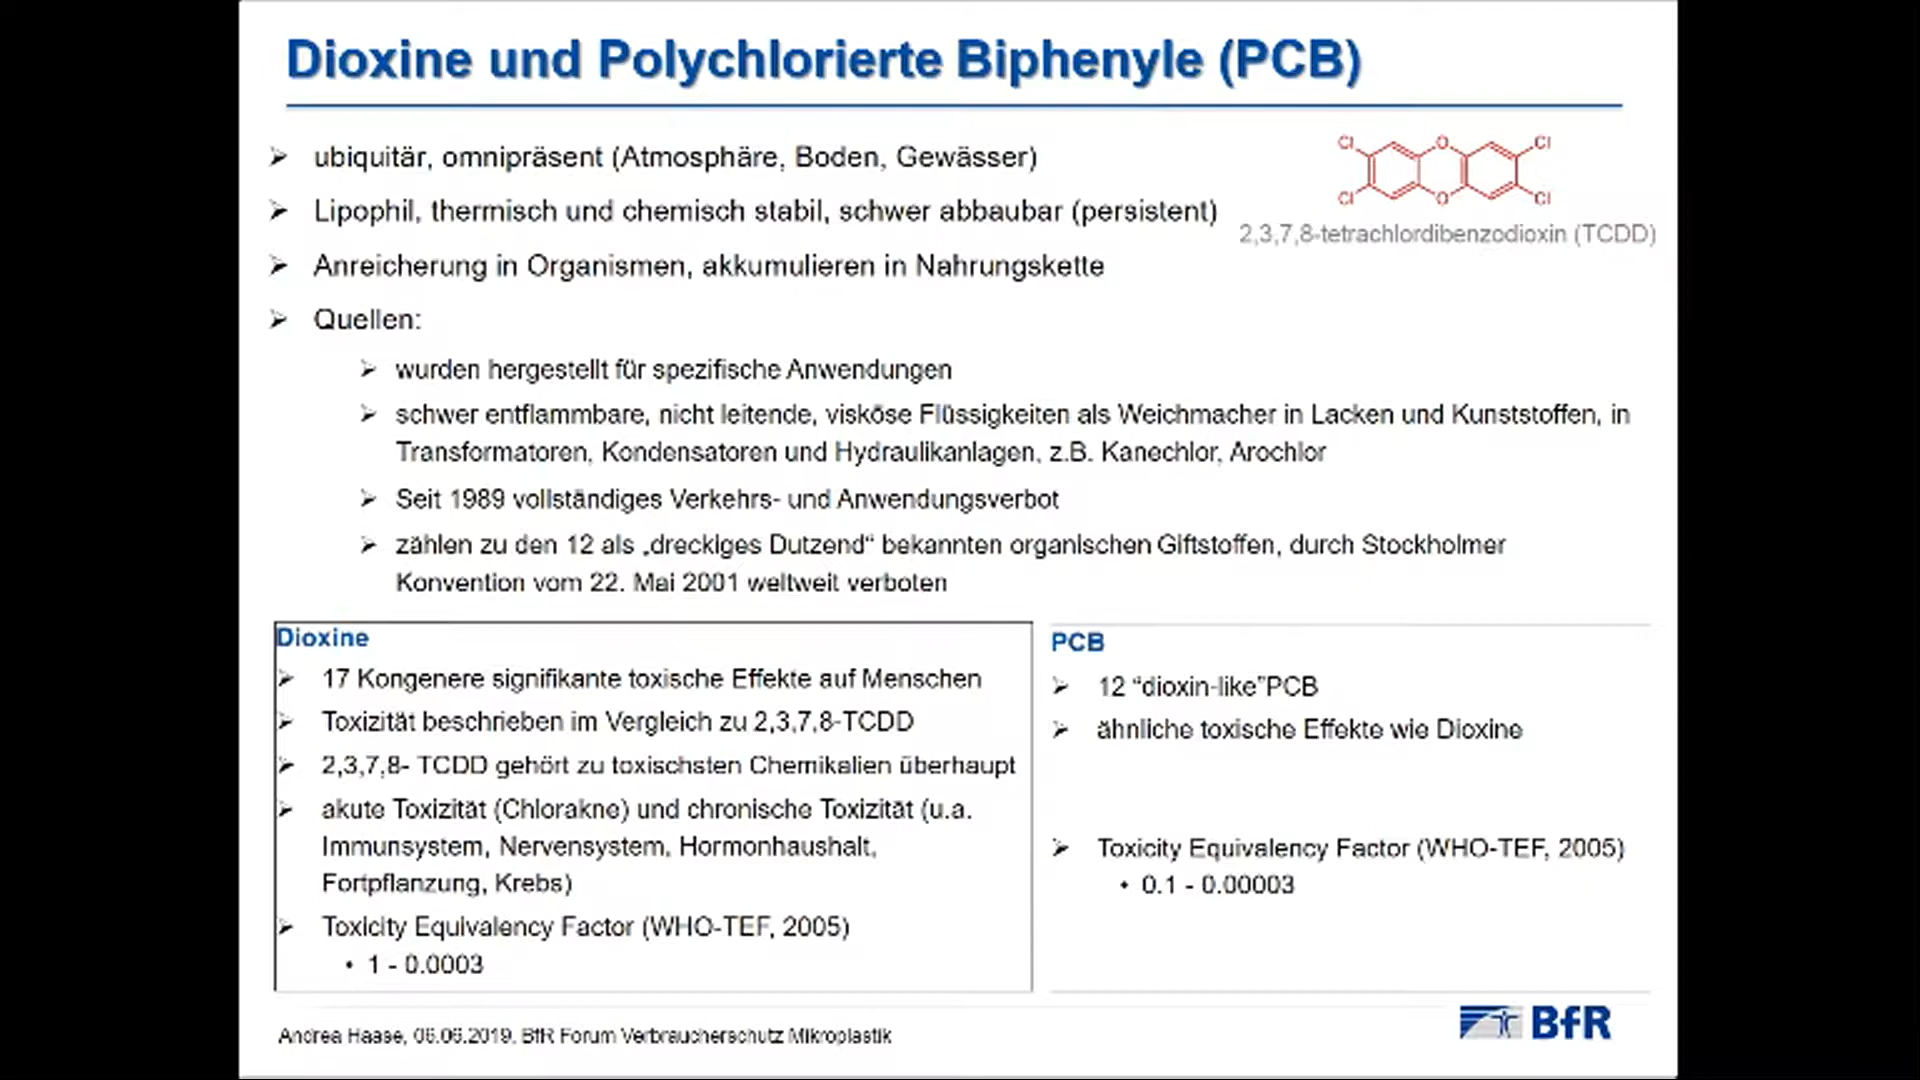 Dioxine und Polychlorierte Biphenyle (PCB)
ubiquitär, omnipräsent (Atmosphäre, Boden, Gewässer)
Lipophil, thermisch und chemisch stabil, schwer abbaubar (persistent)
Anreicherung in Organismen, akkumulieren in Nahrungskette
Cl O Cl
Cl O Cl
2,3,7,8-tetrachlordibenzodioxin (TCDD)
Quellen:
wurden hergestellt für spezifische Anwendungen
schwer entflammbare, nicht leitende, visköse Flüssigkeiten als Weichmacher in Lacken und Kunststoffen, in
Transformatoren, Kondensatoren und Hydraulikanlagen, z.B. Kanechlor, Arochlor
Seit 1989 vollständiges Verkehrs- und Anwendungsverbot
zählen zu den 12 als „dreckiges Dutzend“ bekannten organischen Giftstoffen, durch Stockholmer
Konvention vom 22. Mai 2001 weltweit verboten
Dioxine
17 Kongenere signifikante toxische Effekte auf Menschen
Toxizität beschrieben im Vergleich zu 2,3,7,8-TCDD
2,3,7,8- TCDD gehört zu toxischsten Chemikalien überhaupt
akute Toxizität (Chlorakne) und chronische Toxizität (u.a.
Immunsystem, Nervensystem, Hormonhaushalt,
Fortpflanzung, Krebs)
Toxicity Equivalency Factor (WHO-TEF, 2005)
• 1 - 0.0003
PCB
12 “dioxin-like”PCB
ähnliche toxische Effekte wie Dioxine
Toxicity Equivalency Factor (WHO-TEF, 2005)
• 0.1 - 0.00003
Andrea Haase, 06.06.2019, BfR Forum Verbraucherschutz Mikroplastik
BfR